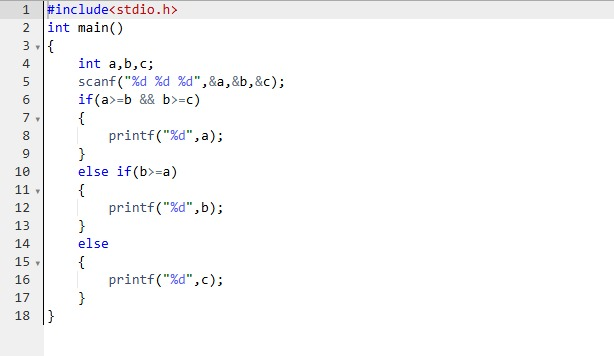 1 #include<stdio.h>
2 int main()
3 {
4 int a,b,c;
5 scanf("%d %d %d",&a,&b,&c);
6 if(a>=b && b>=c)
7 {
8 printf("%d",a);
9 }
10 else if(b>=a)
11 {
12 printf("%d",b);
13 }
14 else
15 {
16 printf("%d",c);
17 }
18 }